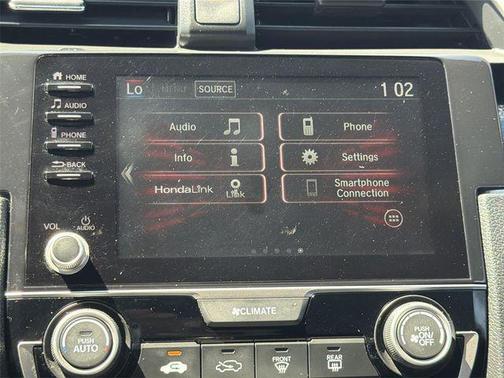 HOME
AUDIO
PHONE
BACK
VOL
AUDIO
Lo MENU SOURCE 1 02
Audio
Phone
Info
Settings
HondaLink Link
Smartphone
Connection
CLIMATE
PUSH
AUTO
FRONT
REAR
PUSH
ON/
OFF